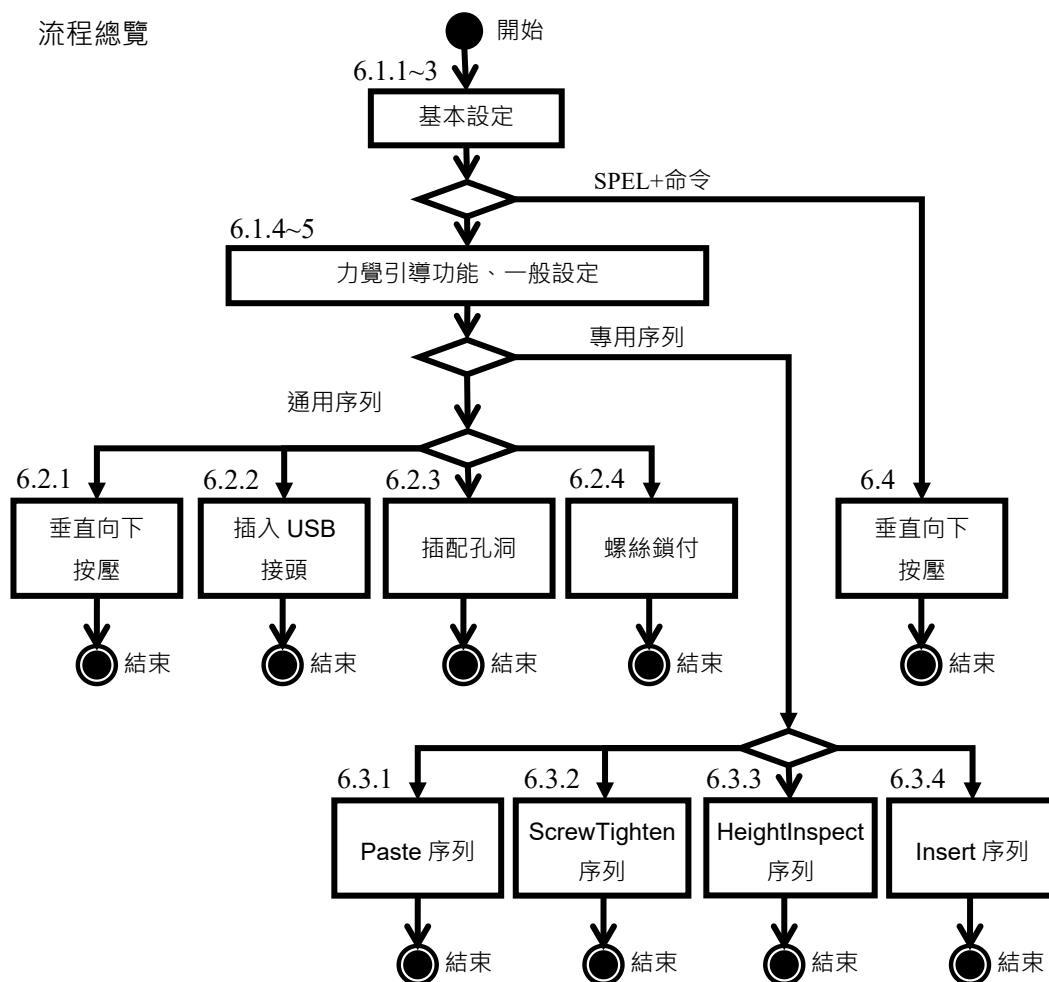 流程總覽
開始
6.1.1~3
基本設定
SPEL+命令
6.1.4~5
力覺引導功能、一般設定
專用序列
通用序列
6.2.1
垂直向下
按壓
結束
6.2.2
插入 USB
接頭
結束
6.2.3
插配孔洞
結束
6.2.4
螺絲鎖付
結束
6.4
垂直向下
按壓
結束
6.3.1
Paste 序列
結束
6.3.2
ScrewTighten
序列
結束
6.3.3
HeightInspect
序列
結束
6.3.4
Insert 序列
結束